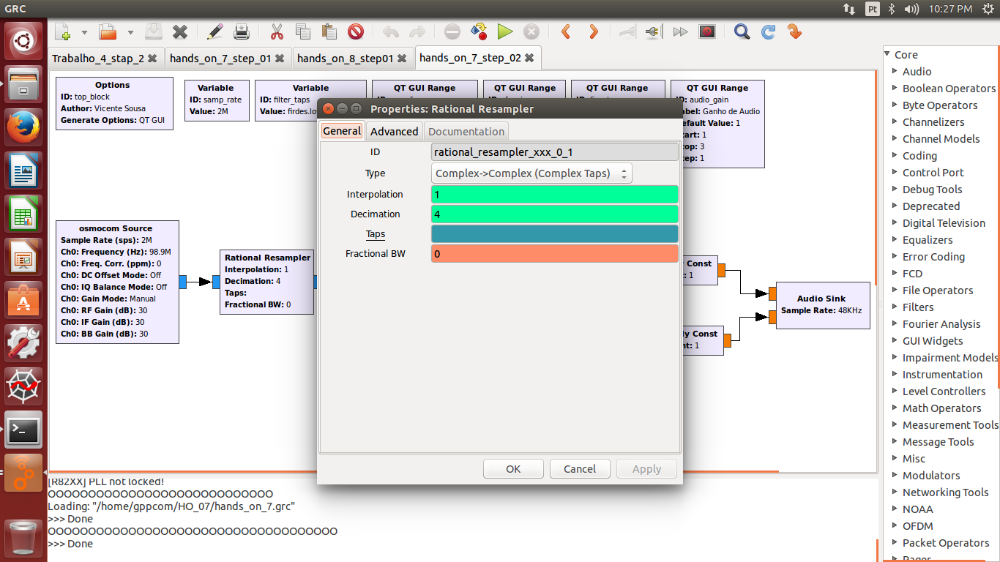 GRC
Pt
10:27 PM
Trabalho_4_stap_2
hands_on_7_step_01
hands_on_8_step01
hands_on_7_step_02
Options
ID: top_block
Author: Vicente Sousa
Generate Options: QT GUI
Variable
ID: samp_rate
Value: 2M
Variable
ID: filter_taps
Value: firdes.lo
QT GUI Range
QT GUI Range
QT GUI Range
QT GUI Range
ID: audio_gain
Label: Ganho de Audio
Default Value: 1
Start: 1
Stop: 3
Step: 1
Properties: Rational Resampler
General
Advanced
Documentation
ID
rational_resampler_xxx_0_1
Type
Complex->Complex (Complex Taps)
Interpolation
1
Decimation
4
Taps
Fractional BW
0
OK
Cancel
Apply
osmocom Source
Sample Rate (sps): 2M
Ch0: Frequency (Hz): 98.9M
Ch0: Freq. Corr. (ppm): 0
Ch0: DC Offset Mode: Off
Ch0: IQ Balance Mode: Off
Ch0: Gain Mode: Manual
Ch0: RF Gain (dB): 30
Ch0: IF Gain (dB): 30
Ch0: BB Gain (dB): 30
Rational Resampler
Interpolation: 1
Decimation: 4
Taps:
Fractional BW: 0
y Const
t: 1
ly Const
nt: 1
Audio Sink
Sample Rate: 48KHz
[R82XX] PLL not locked!
OOOOOOOOOOOOOOOOOOOOOOOOOOOO
Loading: "/home/gppcom/HO_07/hands_on_7.grc"
>>> Done
OOOOOOOOOOOOOOOOOOOOOOOOOOOOOOOOOOOO
>>> Done
Core
Audio
Boolean Operators
Byte Operators
Channelizers
Channel Models
Coding
Control Port
Debug Tools
Deprecated
Digital Television
Equalizers
Error Coding
FCD
File Operators
Filters
Fourier Analysis
GUI Widgets
Impairment Models
Instrumentation
Level Controllers
Math Operators
Measurement Tools
Message Tools
Misc
Modulators
Networking Tools
NOAA
OFDM
Packet Operators